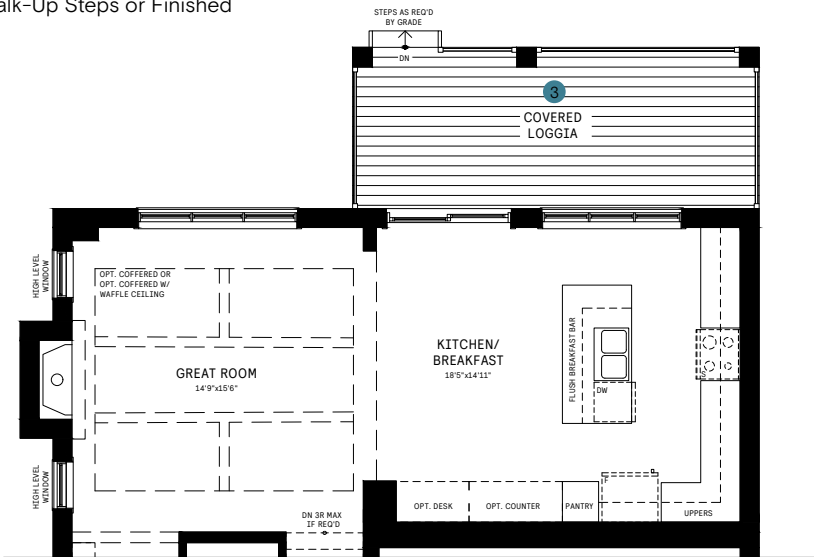 alk-Up Steps or Finished
STEPS AS REQ'D
BY GRADE
DN
3
COVERED
LOGGIA
HIGH LEVEL
WINDOW
OPT. COFFERED OR
OPT. COFFERED W/
WAFFLE CEILING
GREAT ROOM
14'9"x15'6"
KITCHEN/
BREAKFAST
18'5"x14'11"
FLUSH BREAKFAST BAR
DW
S
HIGH LEVEL
WINDOW
DN 3R MAX
IF REQ'D
OPT. DESK
OPT. COUNTER
PANTRY
F
UPPERS